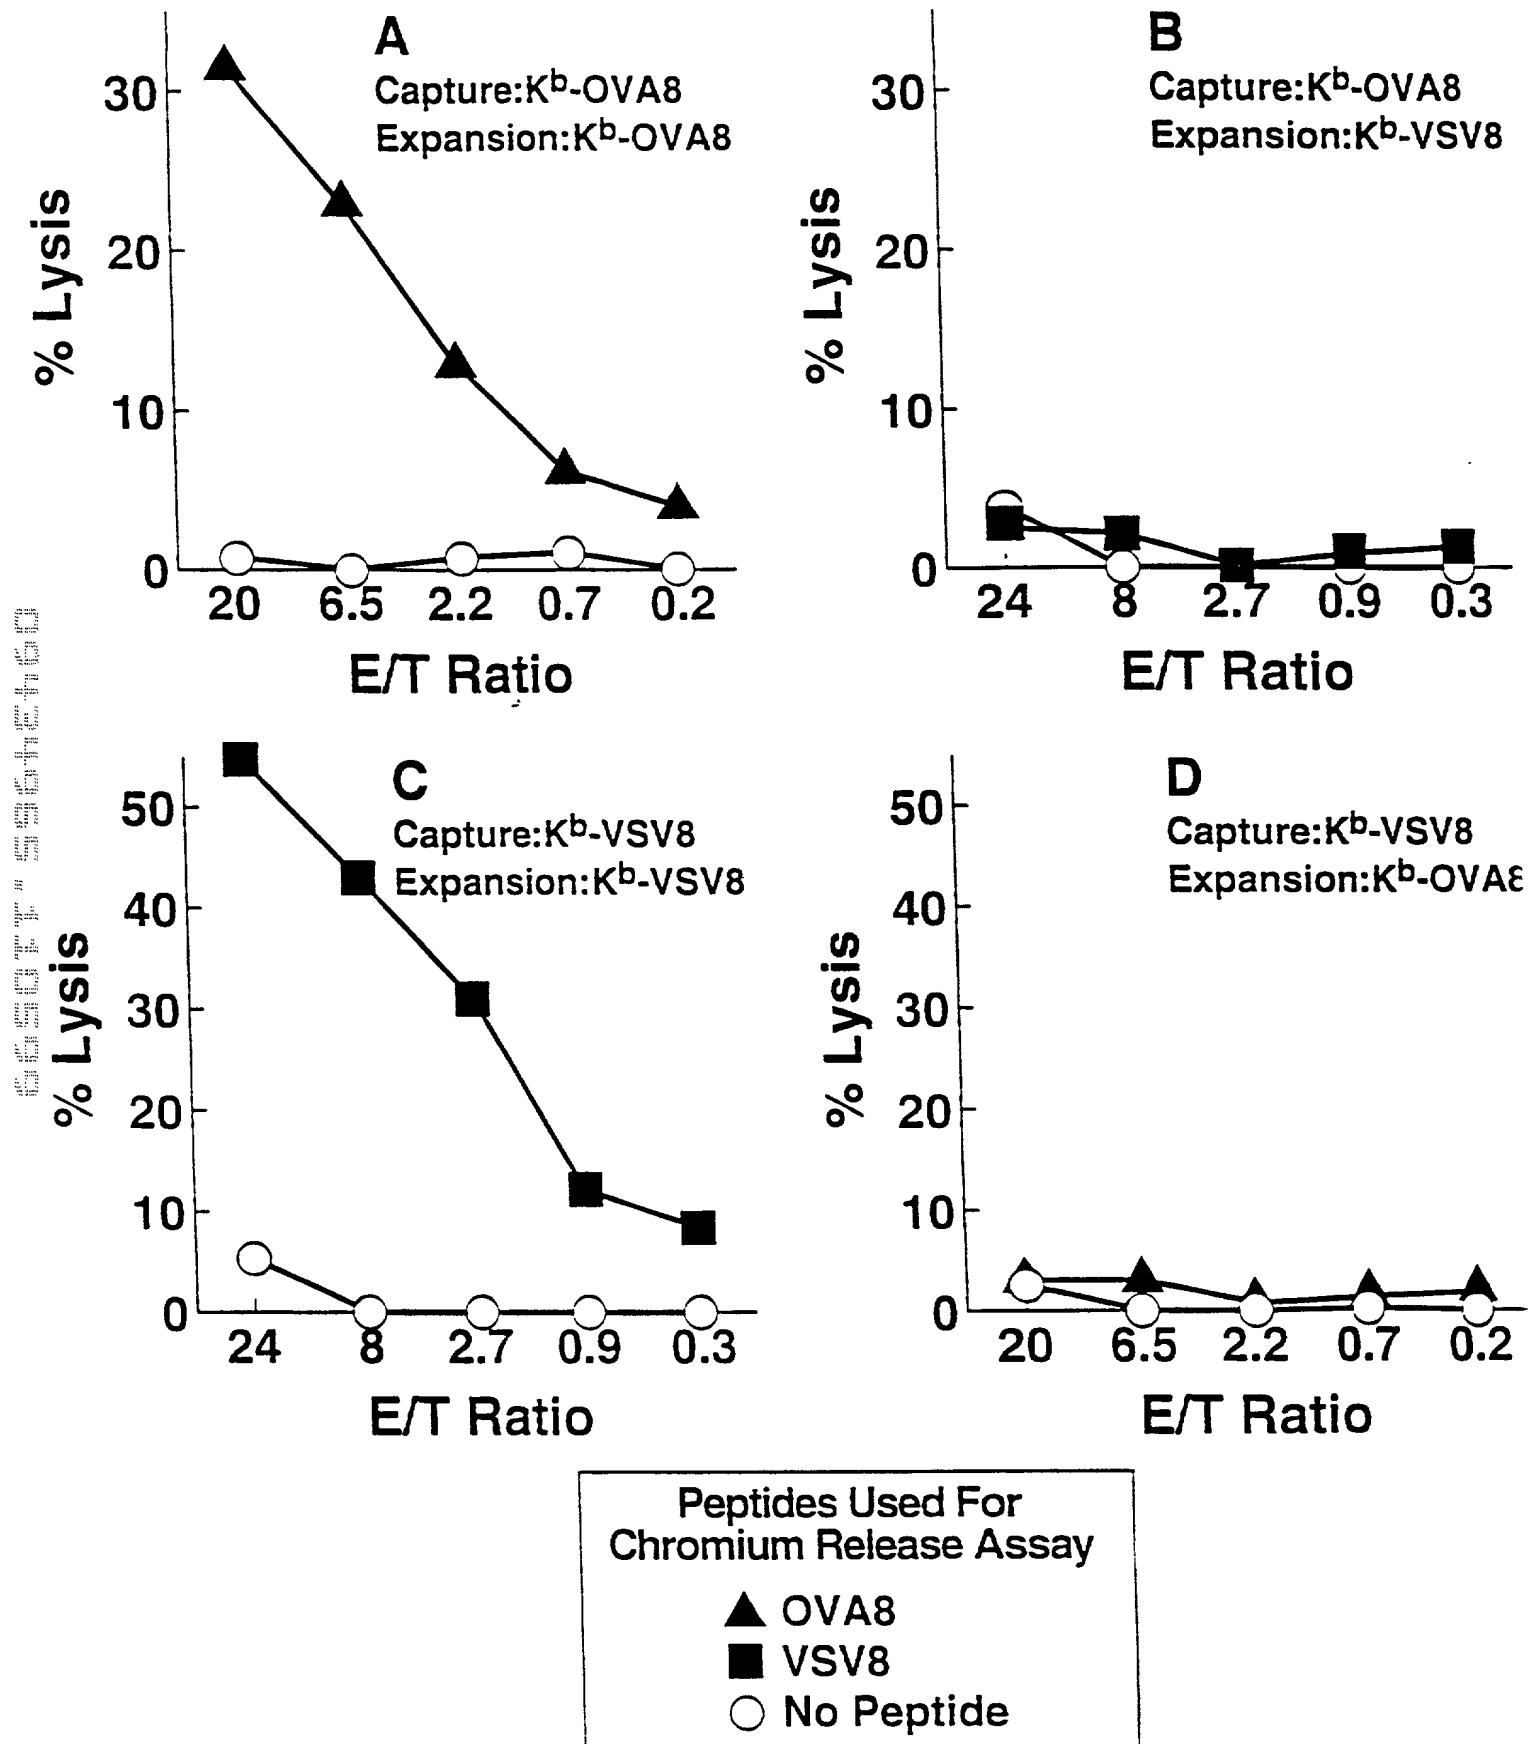 A
Capture:Kb-OVA8
Expansion:Kb-OVA8
30
20
10
0
% Lysis
20 6.5 2.2 0.7 0.2
E/T Ratio
B
Capture:Kb-OVA8
Expansion:Kb-VSV8
30
20
10
0
% Lysis
24 8 2.7 0.9 0.3
E/T Ratio
C
Capture:Kb-VSV8
Expansion:Kb-VSV8
50
40
30
20
10
0
% Lysis
24 8 2.7 0.9 0.3
E/T Ratio
D
Capture:Kb-VSV8
Expansion:Kb-OVA8
50
40
30
20
10
0
% Lysis
20 6.5 2.2 0.7 0.2
E/T Ratio
Peptides Used For
Chromium Release Assay
OVA8
VSV8
No Peptide